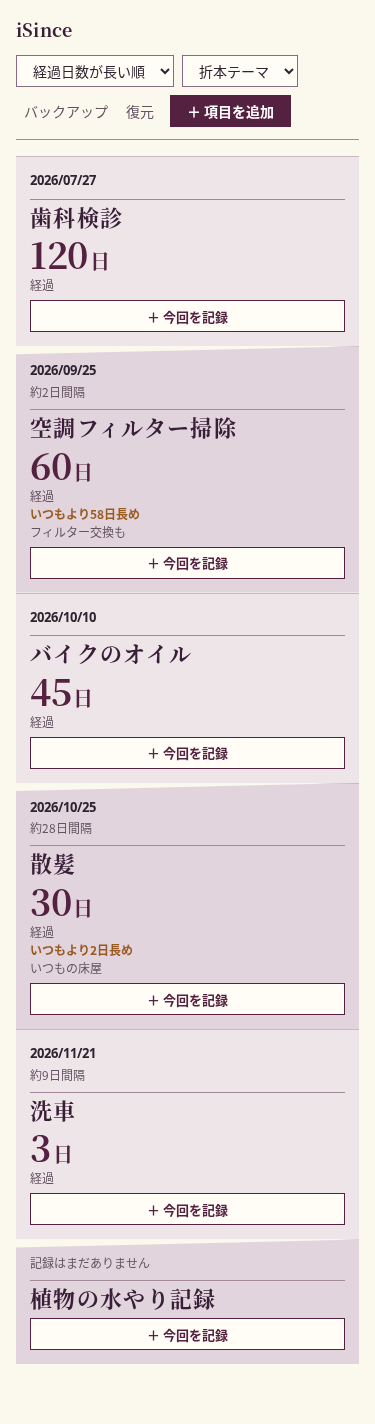 iSince
経過日数が長い順
折本テーマ
バックアップ
復元
＋ 項目を追加
2026/07/27
歯科検診
120日
経過
＋ 今回を記録
2026/09/25
約2日間隔
空調フィルター掃除
60日
経過
いつもより58日長め
フィルター交換も
＋ 今回を記録
2026/10/10
バイクのオイル
45日
経過
＋ 今回を記録
2026/10/25
約28日間隔
散髪
30日
経過
いつもより2日長め
いつもの床屋
＋ 今回を記録
2026/11/21
約9日間隔
洗車
3日
経過
＋ 今回を記録
記録はまだありません
植物の水やり記録
＋ 今回を記録